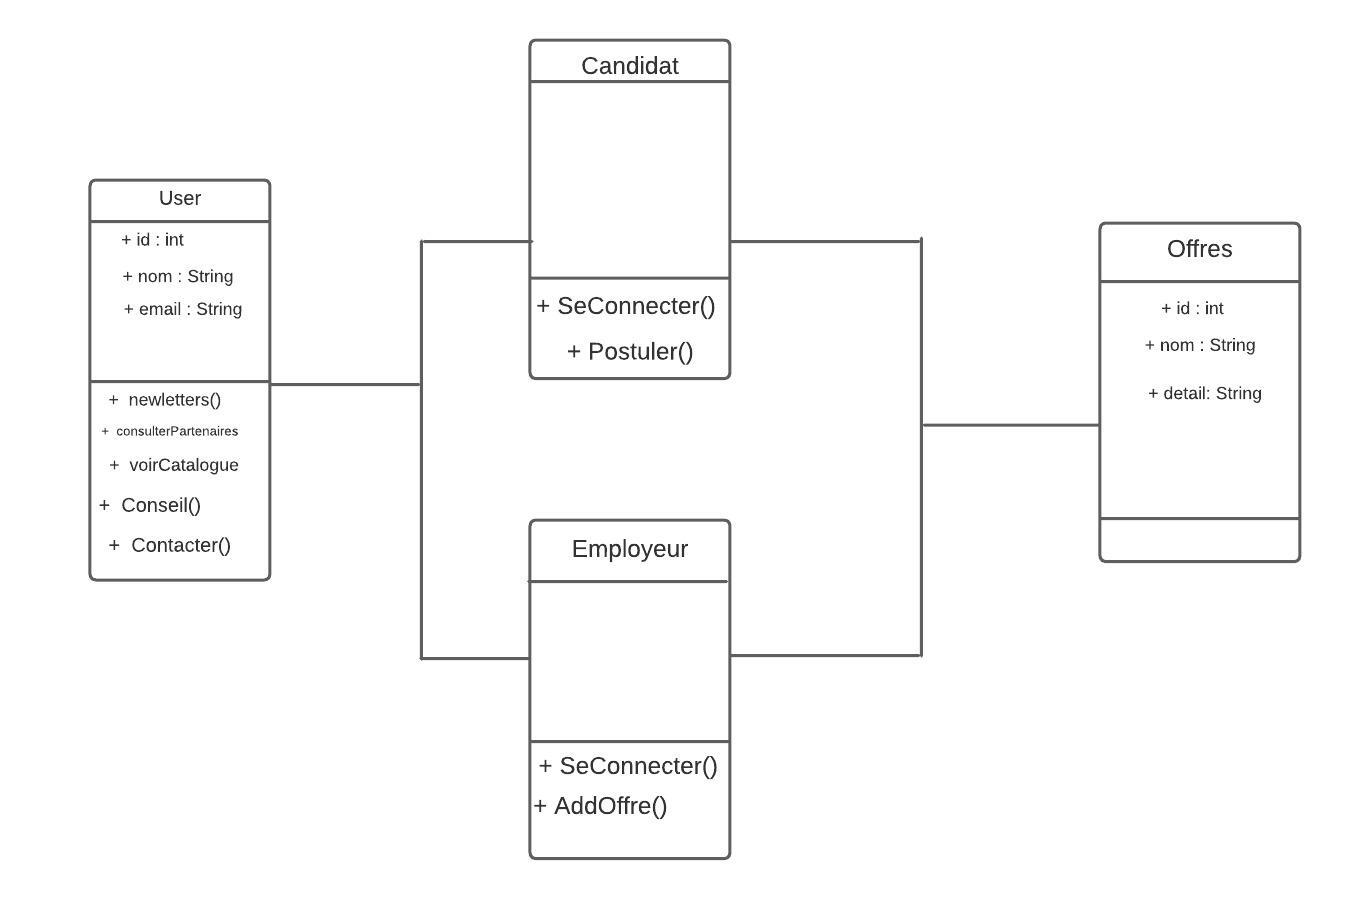 User
+ id : int
+ nom : String
+ email : String
+ newletters()
+ consulterPartenaires
+ voirCatalogue
+ Conseil()
+ Contacter()
Candidat
+ SeConnecter()
+ Postuler()
Employeur
+ SeConnecter()
+ AddOffre()
Offres
+ id : int
+ nom : String
+ detail: String